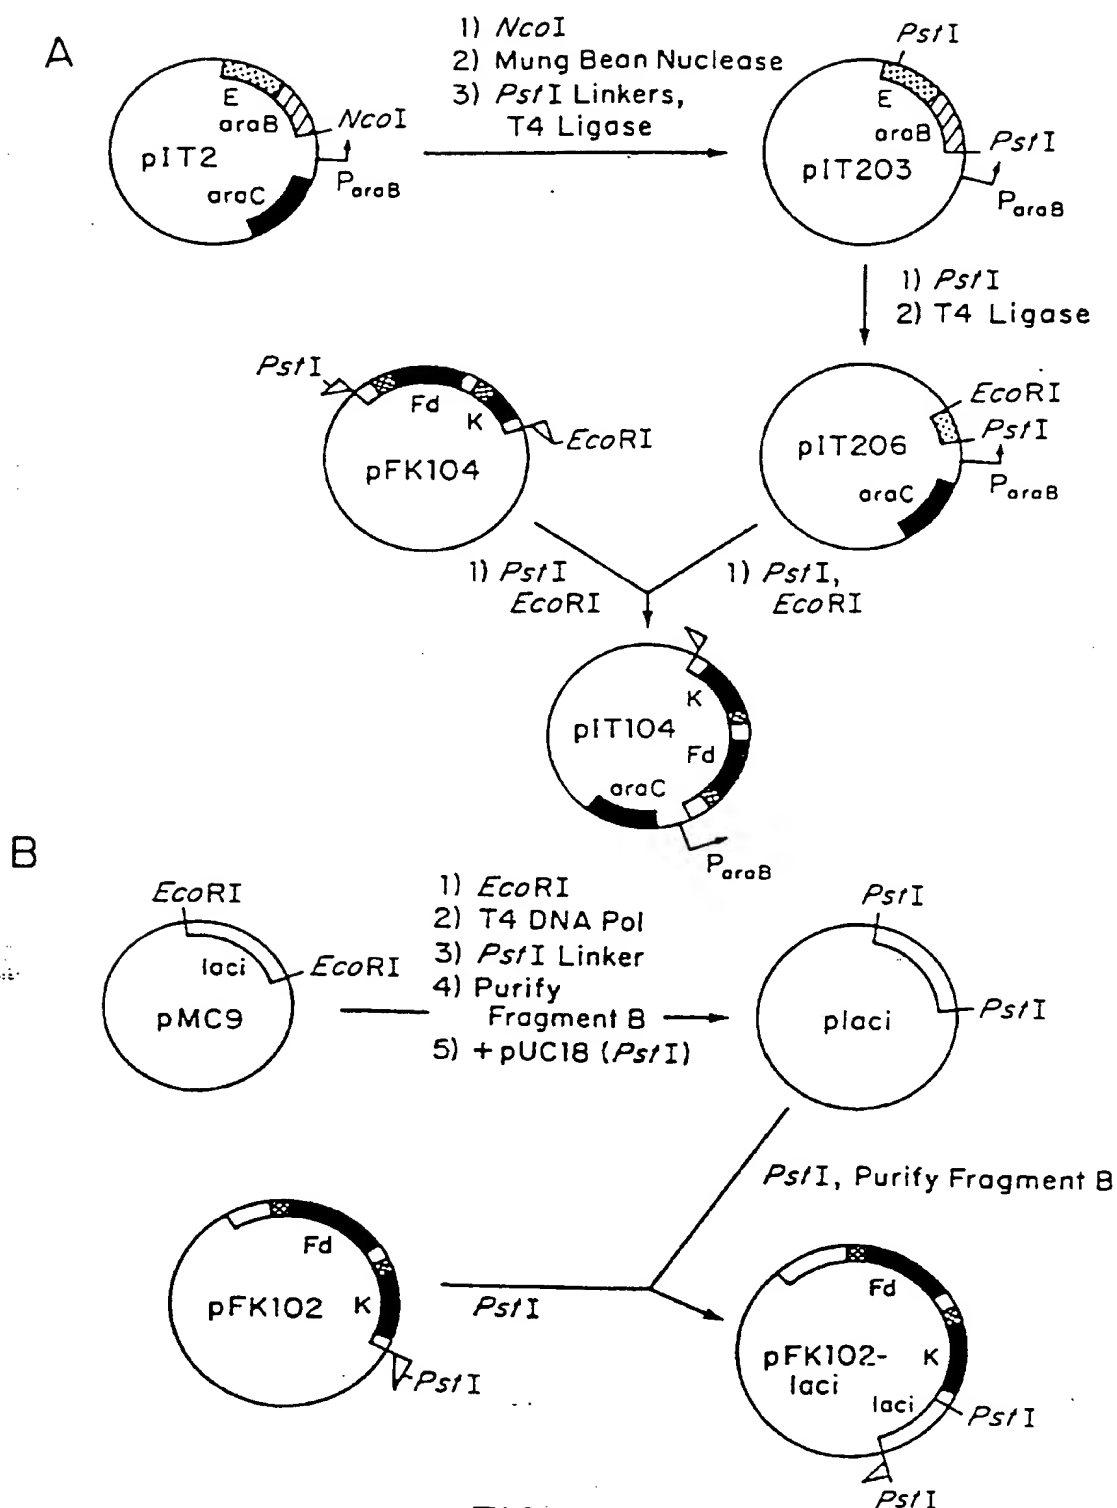 A
1) NcoI
2) Mung Bean Nuclease
3) PstI Linkers,
T4 Ligase
E
araB
NcoI
pIT2
araC
ParaB
PstI
E
araB
PstI
pIT203
ParaB
1) PstI
2) T4 Ligase
PstI
Fd
K
EcoRI
pFK104
EcoRI
PstI
pIT206
araC
ParaB
1) PstI
EcoRI
1) PstI,
EcoRI
K
pIT104
Fd
araC
ParaB
B
EcoRI
laci
EcoRI
pMC9
1) EcoRI
2) T4 DNA Pol
3) PstI Linker
4) Purify
Fragment B
5) +pUC18 (PstI)
PstI
PstI
placi
PstI, Purify Fragment B
Fd
pFK102
K
PstI
PstI
Fd
pFK102-
laci
K
laci
PstI
PstI